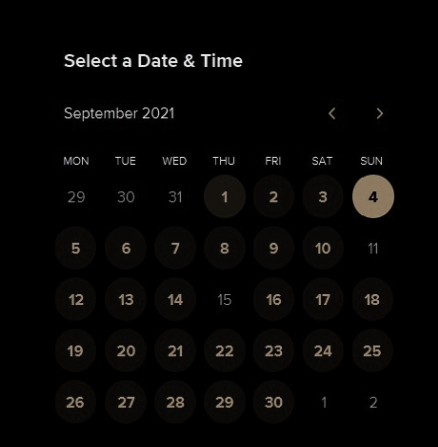 Select a Date & Time
September 2021
MON TUE WED THU FRI SAT SUN
29 30 31 1 2 3 4
5 6 7 8 9 10 11
12 13 14 15 16 17 18
19 20 21 22 23 24 25
26 27 28 29 30 1 2